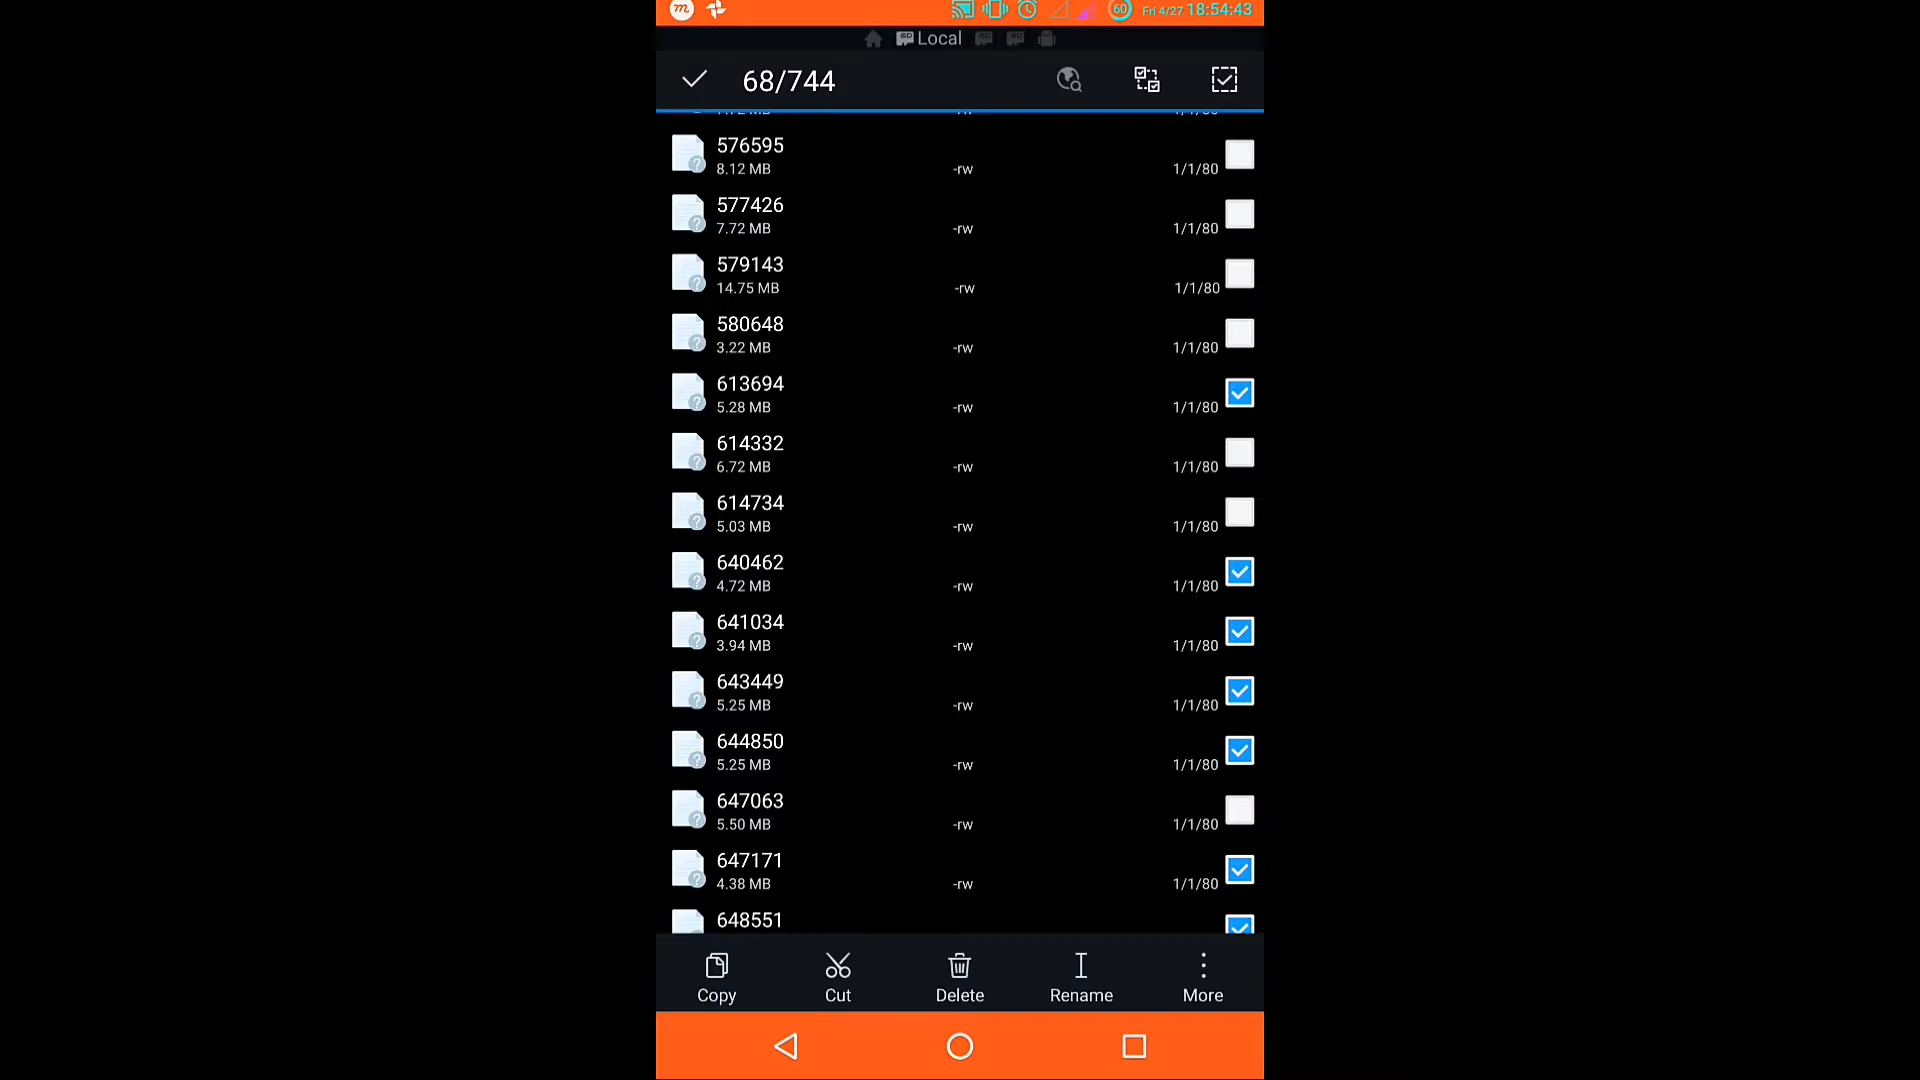 60 Fri 4/27 18:54:43
Local
68/744
576595
8.12 MB -rw 1/1/80
577426
7.72 MB -rw 1/1/80
579143
14.75 MB -rw 1/1/80
580648
3.22 MB -rw 1/1/80
613694
5.28 MB -rw 1/1/80
614332
6.72 MB -rw 1/1/80
614734
5.03 MB -rw 1/1/80
640462
4.72 MB -rw 1/1/80
641034
3.94 MB -rw 1/1/80
643449
5.25 MB -rw 1/1/80
644850
5.25 MB -rw 1/1/80
647063
5.50 MB -rw 1/1/80
647171
4.38 MB -rw 1/1/80
648551
Copy Cut Delete Rename More